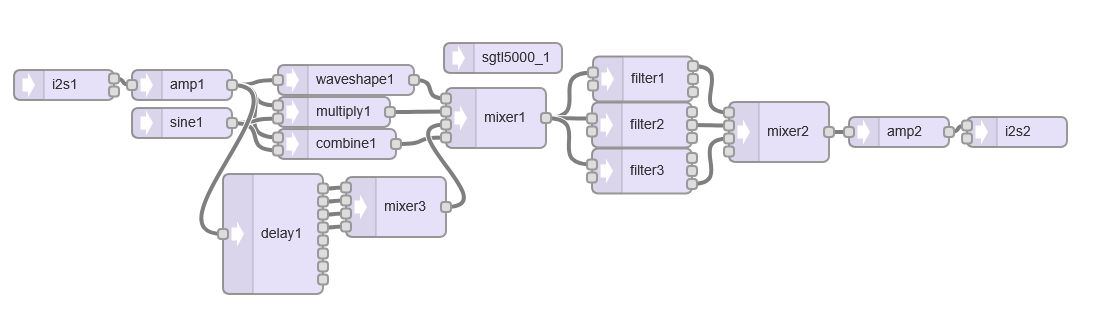 sgtl5000_1
i2s1
amp1
waveshape1
filter1
sine1
multiply1
mixer1
filter2
mixer2
amp2
i2s2
combine1
filter3
delay1
mixer3